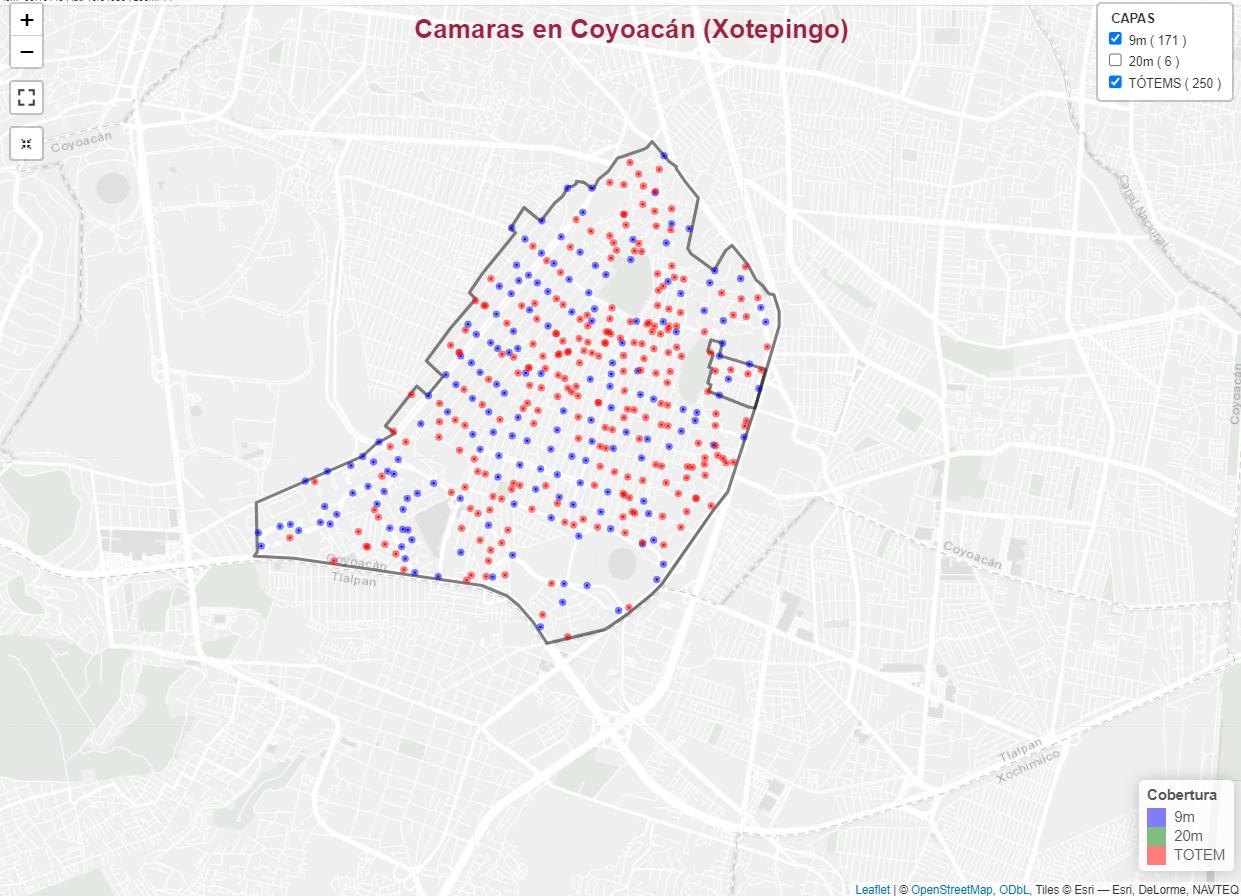 Camaras en Coyoacán (Xotepingo)
+
−
CAPAS
9m ( 171 )
20m ( 6 )
TÓTEMS ( 250 )
Coyoacán
Canal Nacional
Coyoacán
Coyoacán
Tlalpan
Coyoacán
Tlalpan
Xochimilco
Cobertura
9m
20m
TOTEM
Leaflet | © OpenStreetMap, ODbL, Tiles © Esri — Esri, DeLorme, NAVTEQ